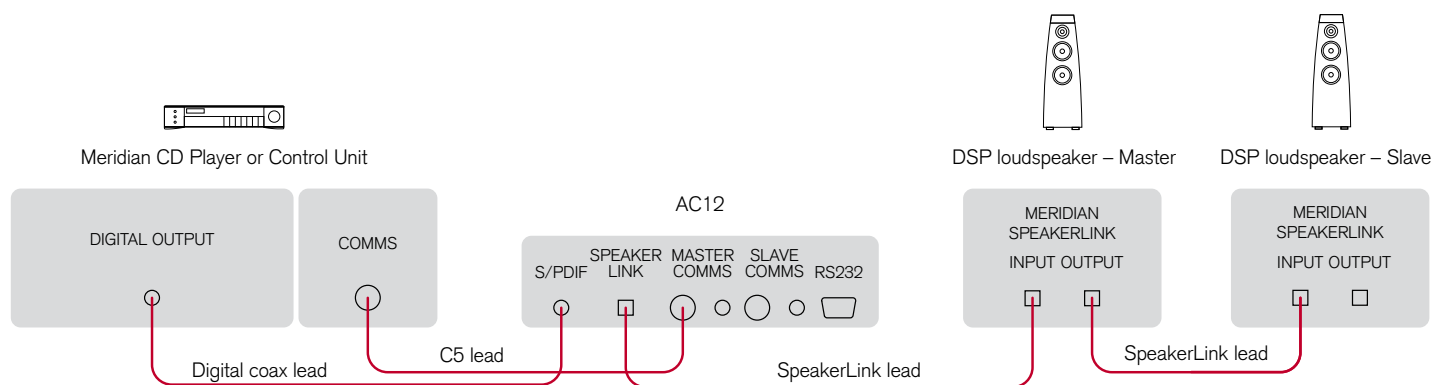 Meridian CD Player or Control Unit
DSP loudspeaker – Master
DSP loudspeaker – Slave
DIGITAL OUTPUT
COMMS
AC12
S/PDIF
SPEAKER
LINK
MASTER
COMMS
SLAVE
COMMS
RS232
MERIDIAN
SPEAKERLINK
INPUT OUTPUT
MERIDIAN
SPEAKERLINK
INPUT OUTPUT
Digital coax lead
C5 lead
SpeakerLink lead
SpeakerLink lead